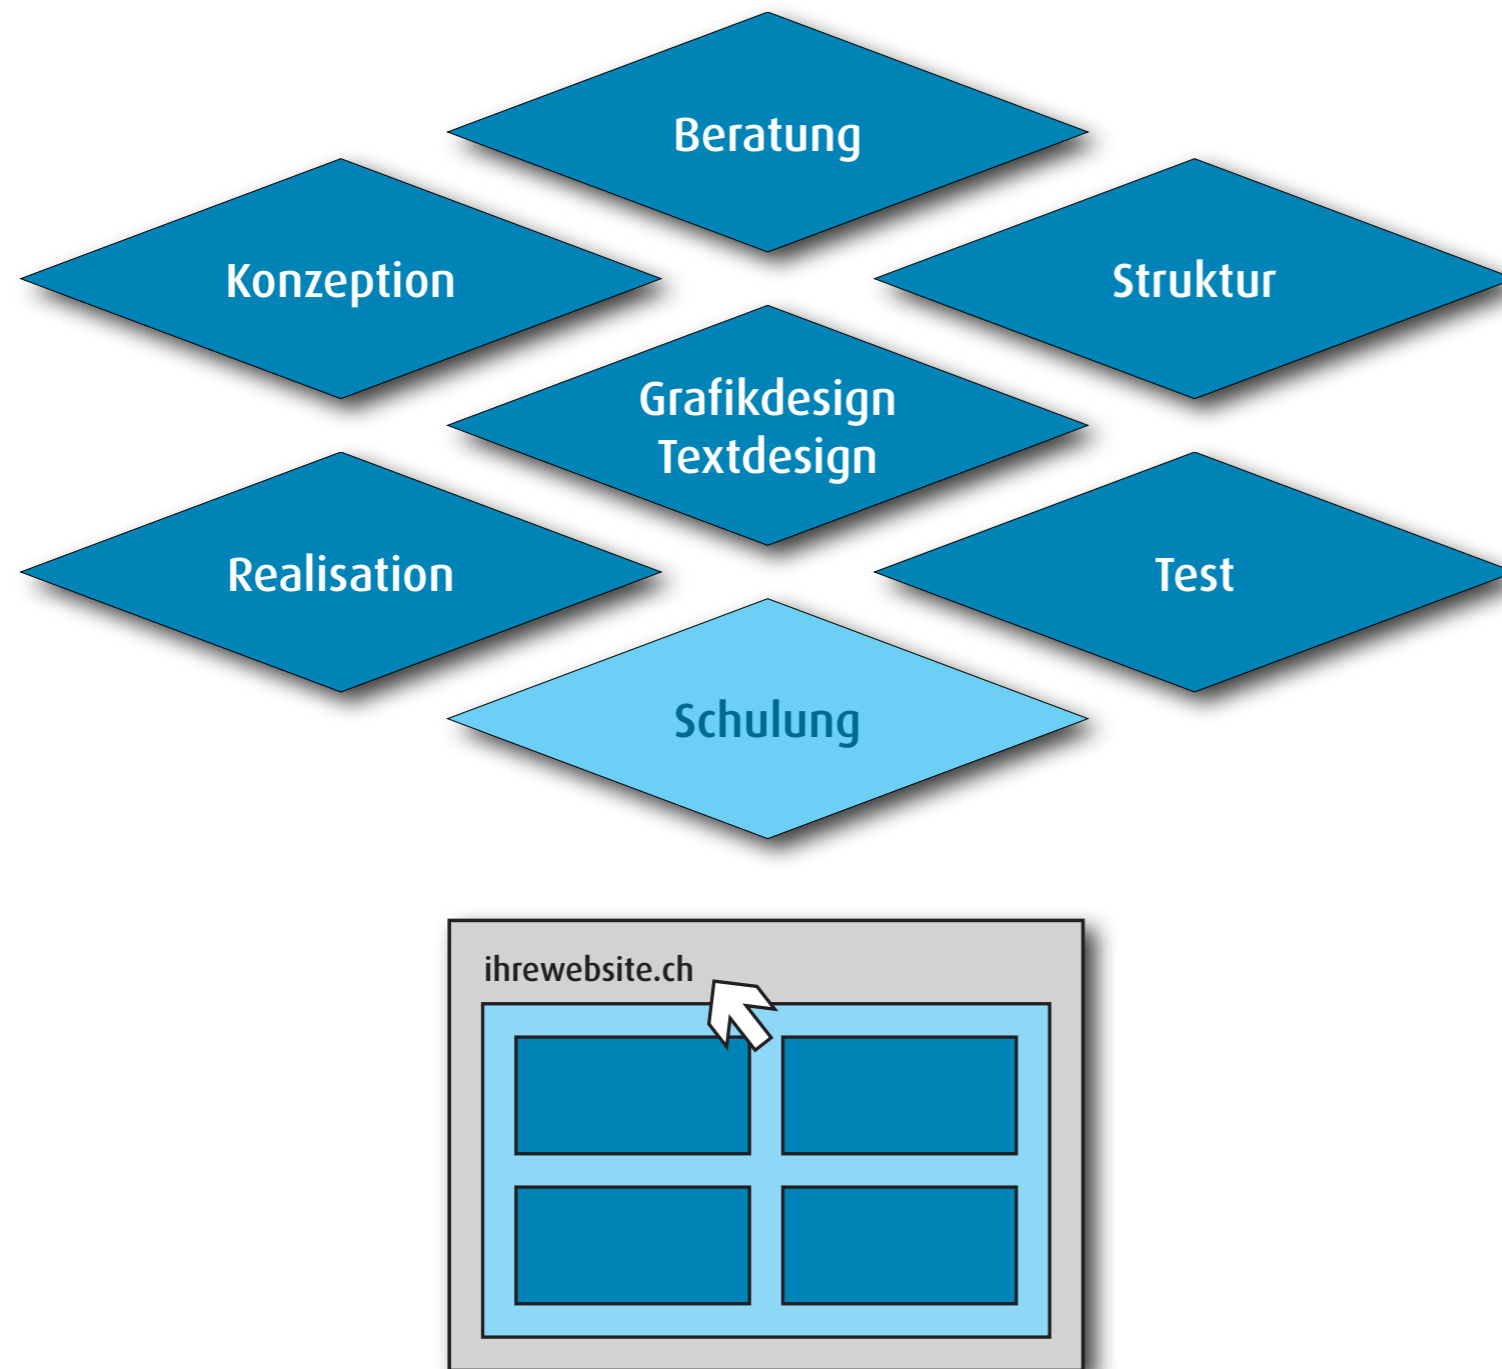 Beratung
Konzeption
Struktur
Grafikdesign
Textdesign
Realisation
Test
Schulung
ihrewebsite.ch